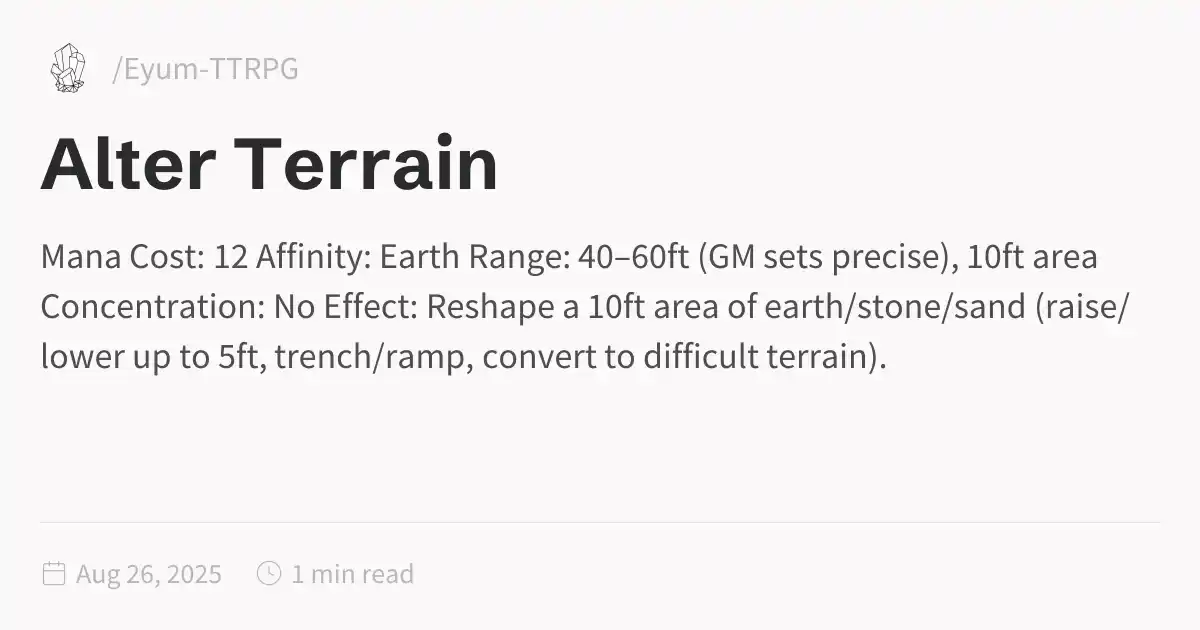 /Eyum-TTRPG
Alter Terrain
Mana Cost: 12 Affinity: Earth Range: 40–60ft (GM sets precise), 10ft area
Concentration: No Effect: Reshape a 10ft area of earth/stone/sand (raise/
lower up to 5ft, trench/ramp, convert to difficult terrain).
Aug 26, 2025 1 min read